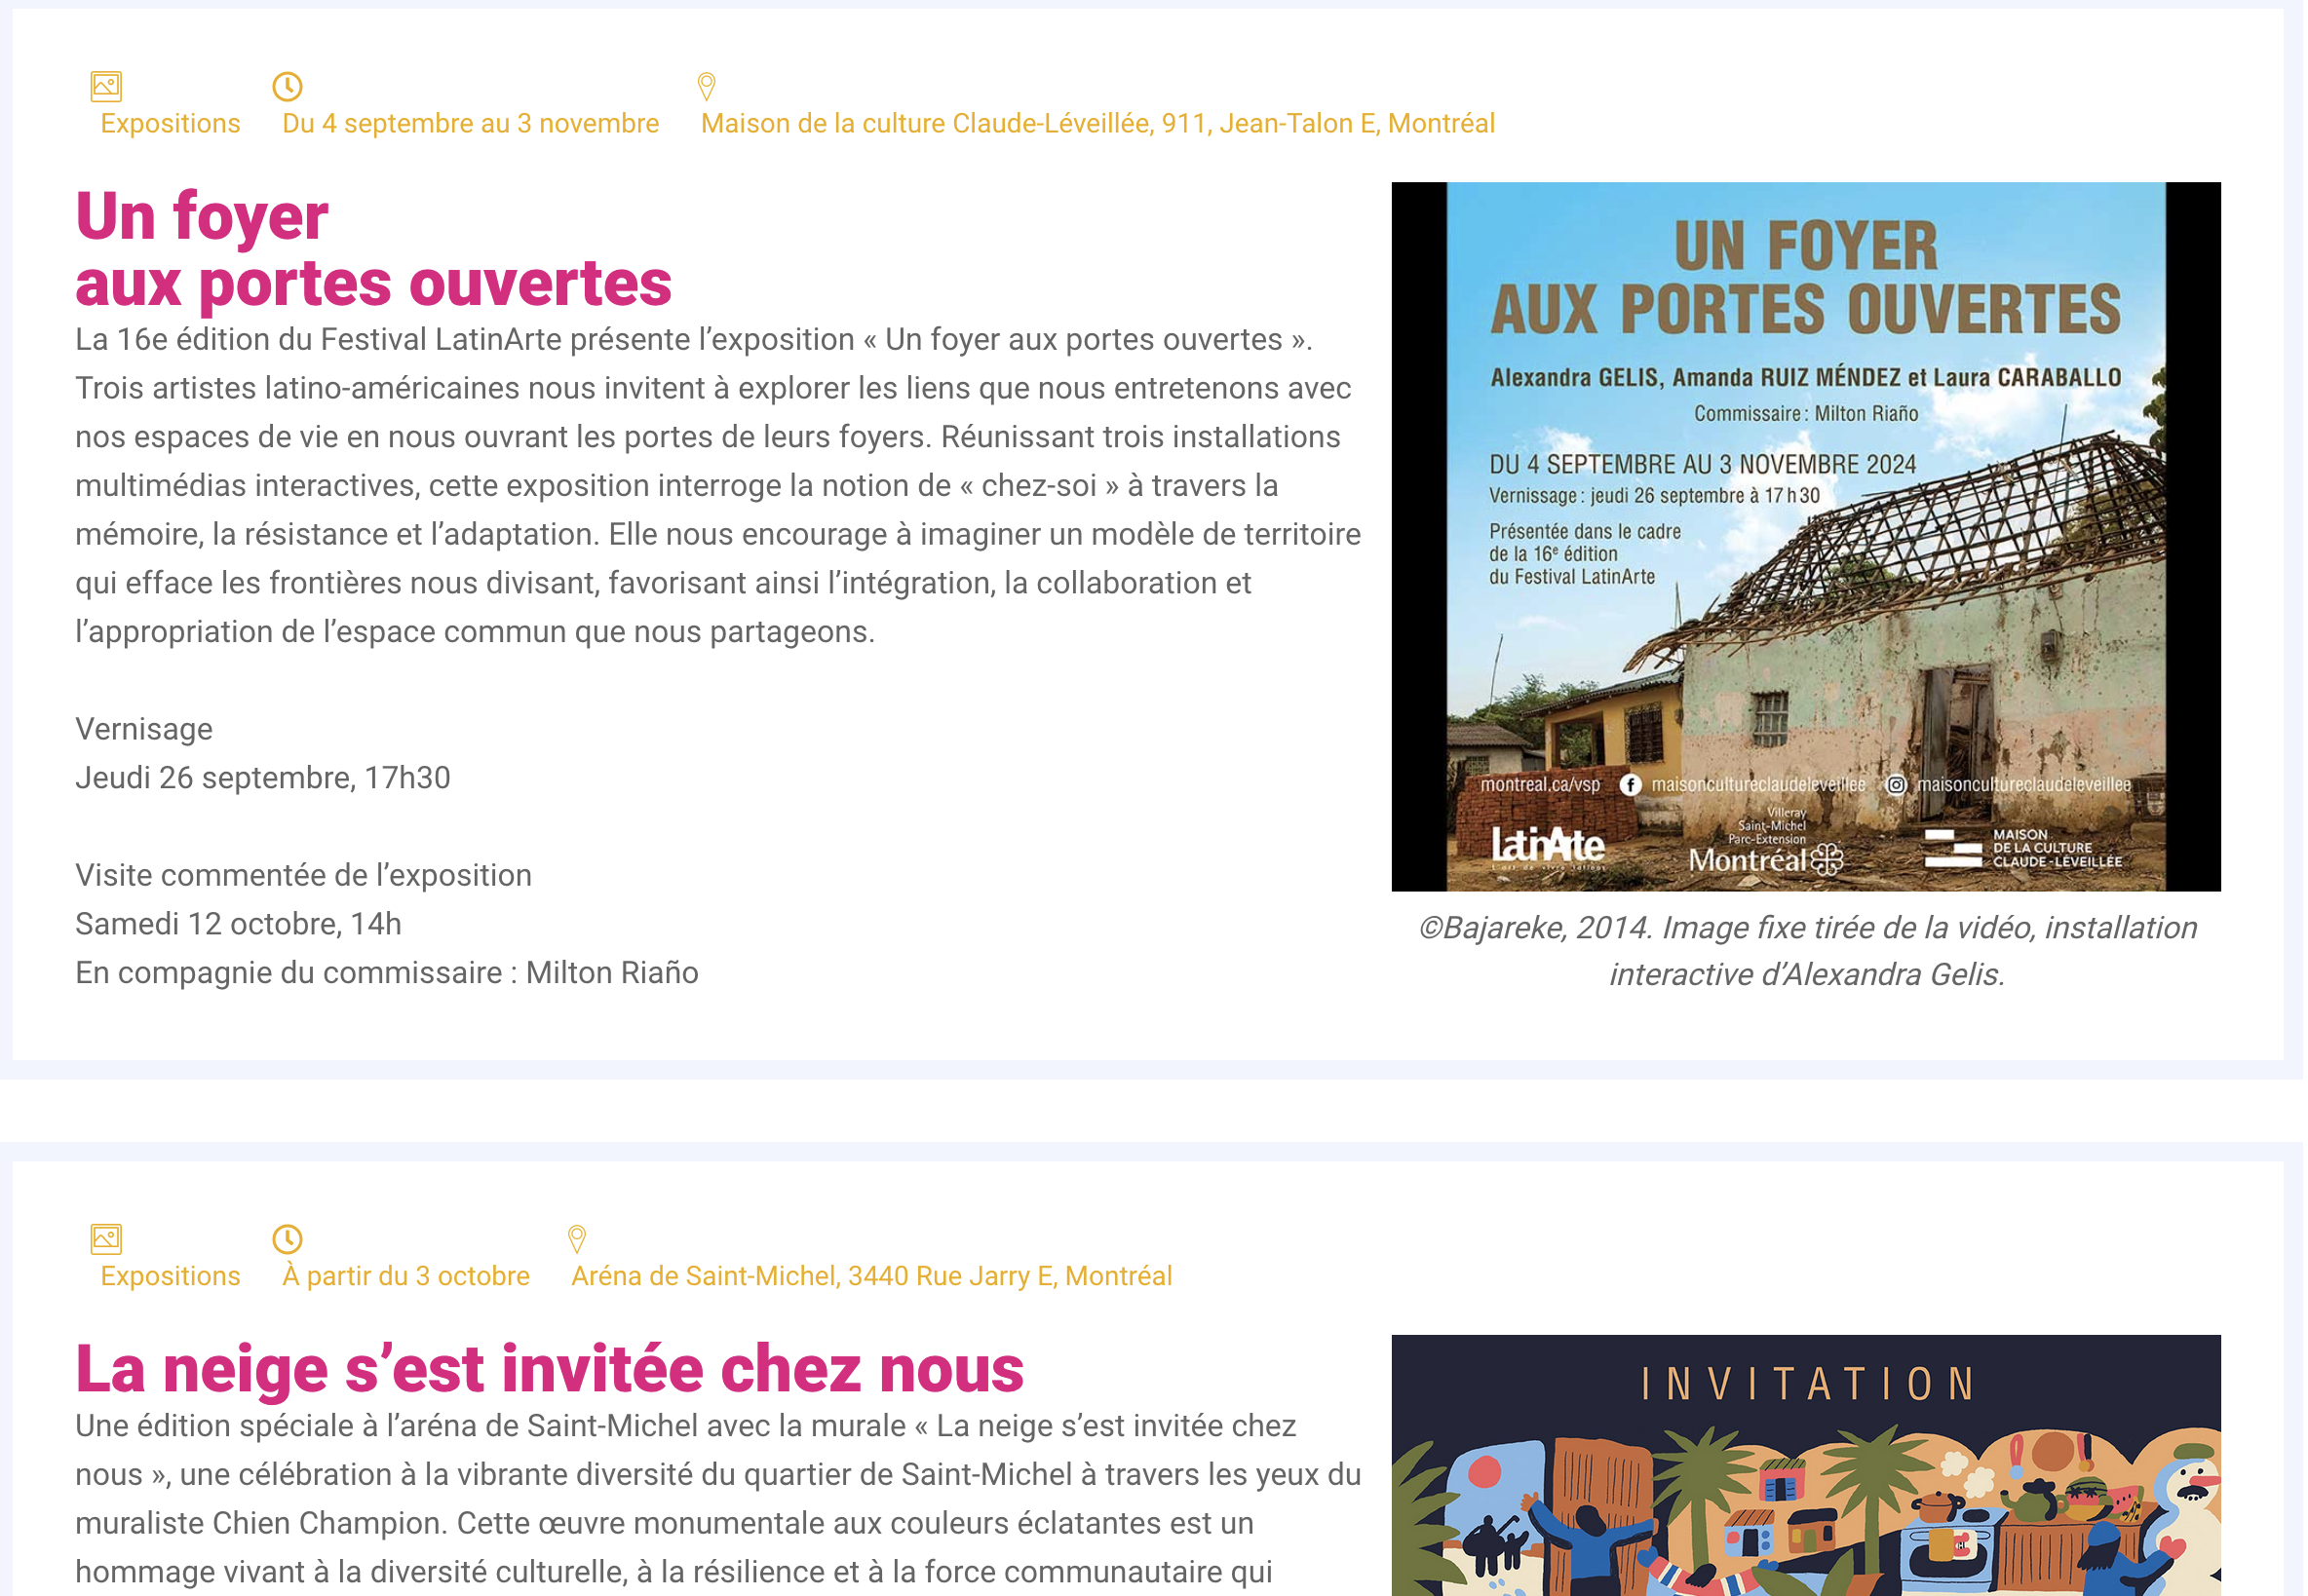 Expositions
Du 4 septembre au 3 novembre
Maison de la culture Claude-Léveillée, 911, Jean-Talon E, Montréal
Un foyer
aux portes ouvertes
La 16e édition du Festival LatinArte présente l’exposition « Un foyer aux portes ouvertes ».
Trois artistes latino-américaines nous invitent à explorer les liens que nous entretenons avec
nos espaces de vie en nous ouvrant les portes de leurs foyers. Réunissant trois installations
multimédias interactives, cette exposition interroge la notion de « chez-soi » à travers la
mémoire, la résistance et l’adaptation. Elle nous encourage à imaginer un modèle de territoire
qui efface les frontières nous divisant, favorisant ainsi l’intégration, la collaboration et
l’appropriation de l’espace commun que nous partageons.
Vernisage
Jeudi 26 septembre, 17h30
Visite commentée de l’exposition
Samedi 12 octobre, 14h
En compagnie du commissaire : Milton Riaño
UN FOYER
AUX PORTES OUVERTES
Alexandra GELIS, Amanda RUIZ MÉNDEZ et Laura CARABALLO
Commissaire : Milton Riaño
DU 4 SEPTEMBRE AU 3 NOVEMBRE 2024
Vernissage : jeudi 26 septembre à 17 h 30
Présentée dans le cadre
de la 16e édition
du Festival LatinArte
montreal.ca/vsp maisoncultureclaudeleveillee maisoncultureclaudeleveillee
LatinArte
Villeray
Saint-Michel
Parc-Extension
Montréal
MAISON
DE LA CULTURE
CLAUDE-LÉVEILLÉE
©Bajareke, 2014. Image fixe tirée de la vidéo, installation
interactive d’Alexandra Gelis.
Expositions
À partir du 3 octobre
Aréna de Saint-Michel, 3440 Rue Jarry E, Montréal
La neige s’est invitée chez nous
Une édition spéciale à l’aréna de Saint-Michel avec la murale « La neige s’est invitée chez
nous », une célébration à la vibrante diversité du quartier de Saint-Michel à travers les yeux du
muraliste Chien Champion. Cette œuvre monumentale aux couleurs éclatantes est un
hommage vivant à la diversité culturelle, à la résilience et à la force communautaire qui
INVITATION